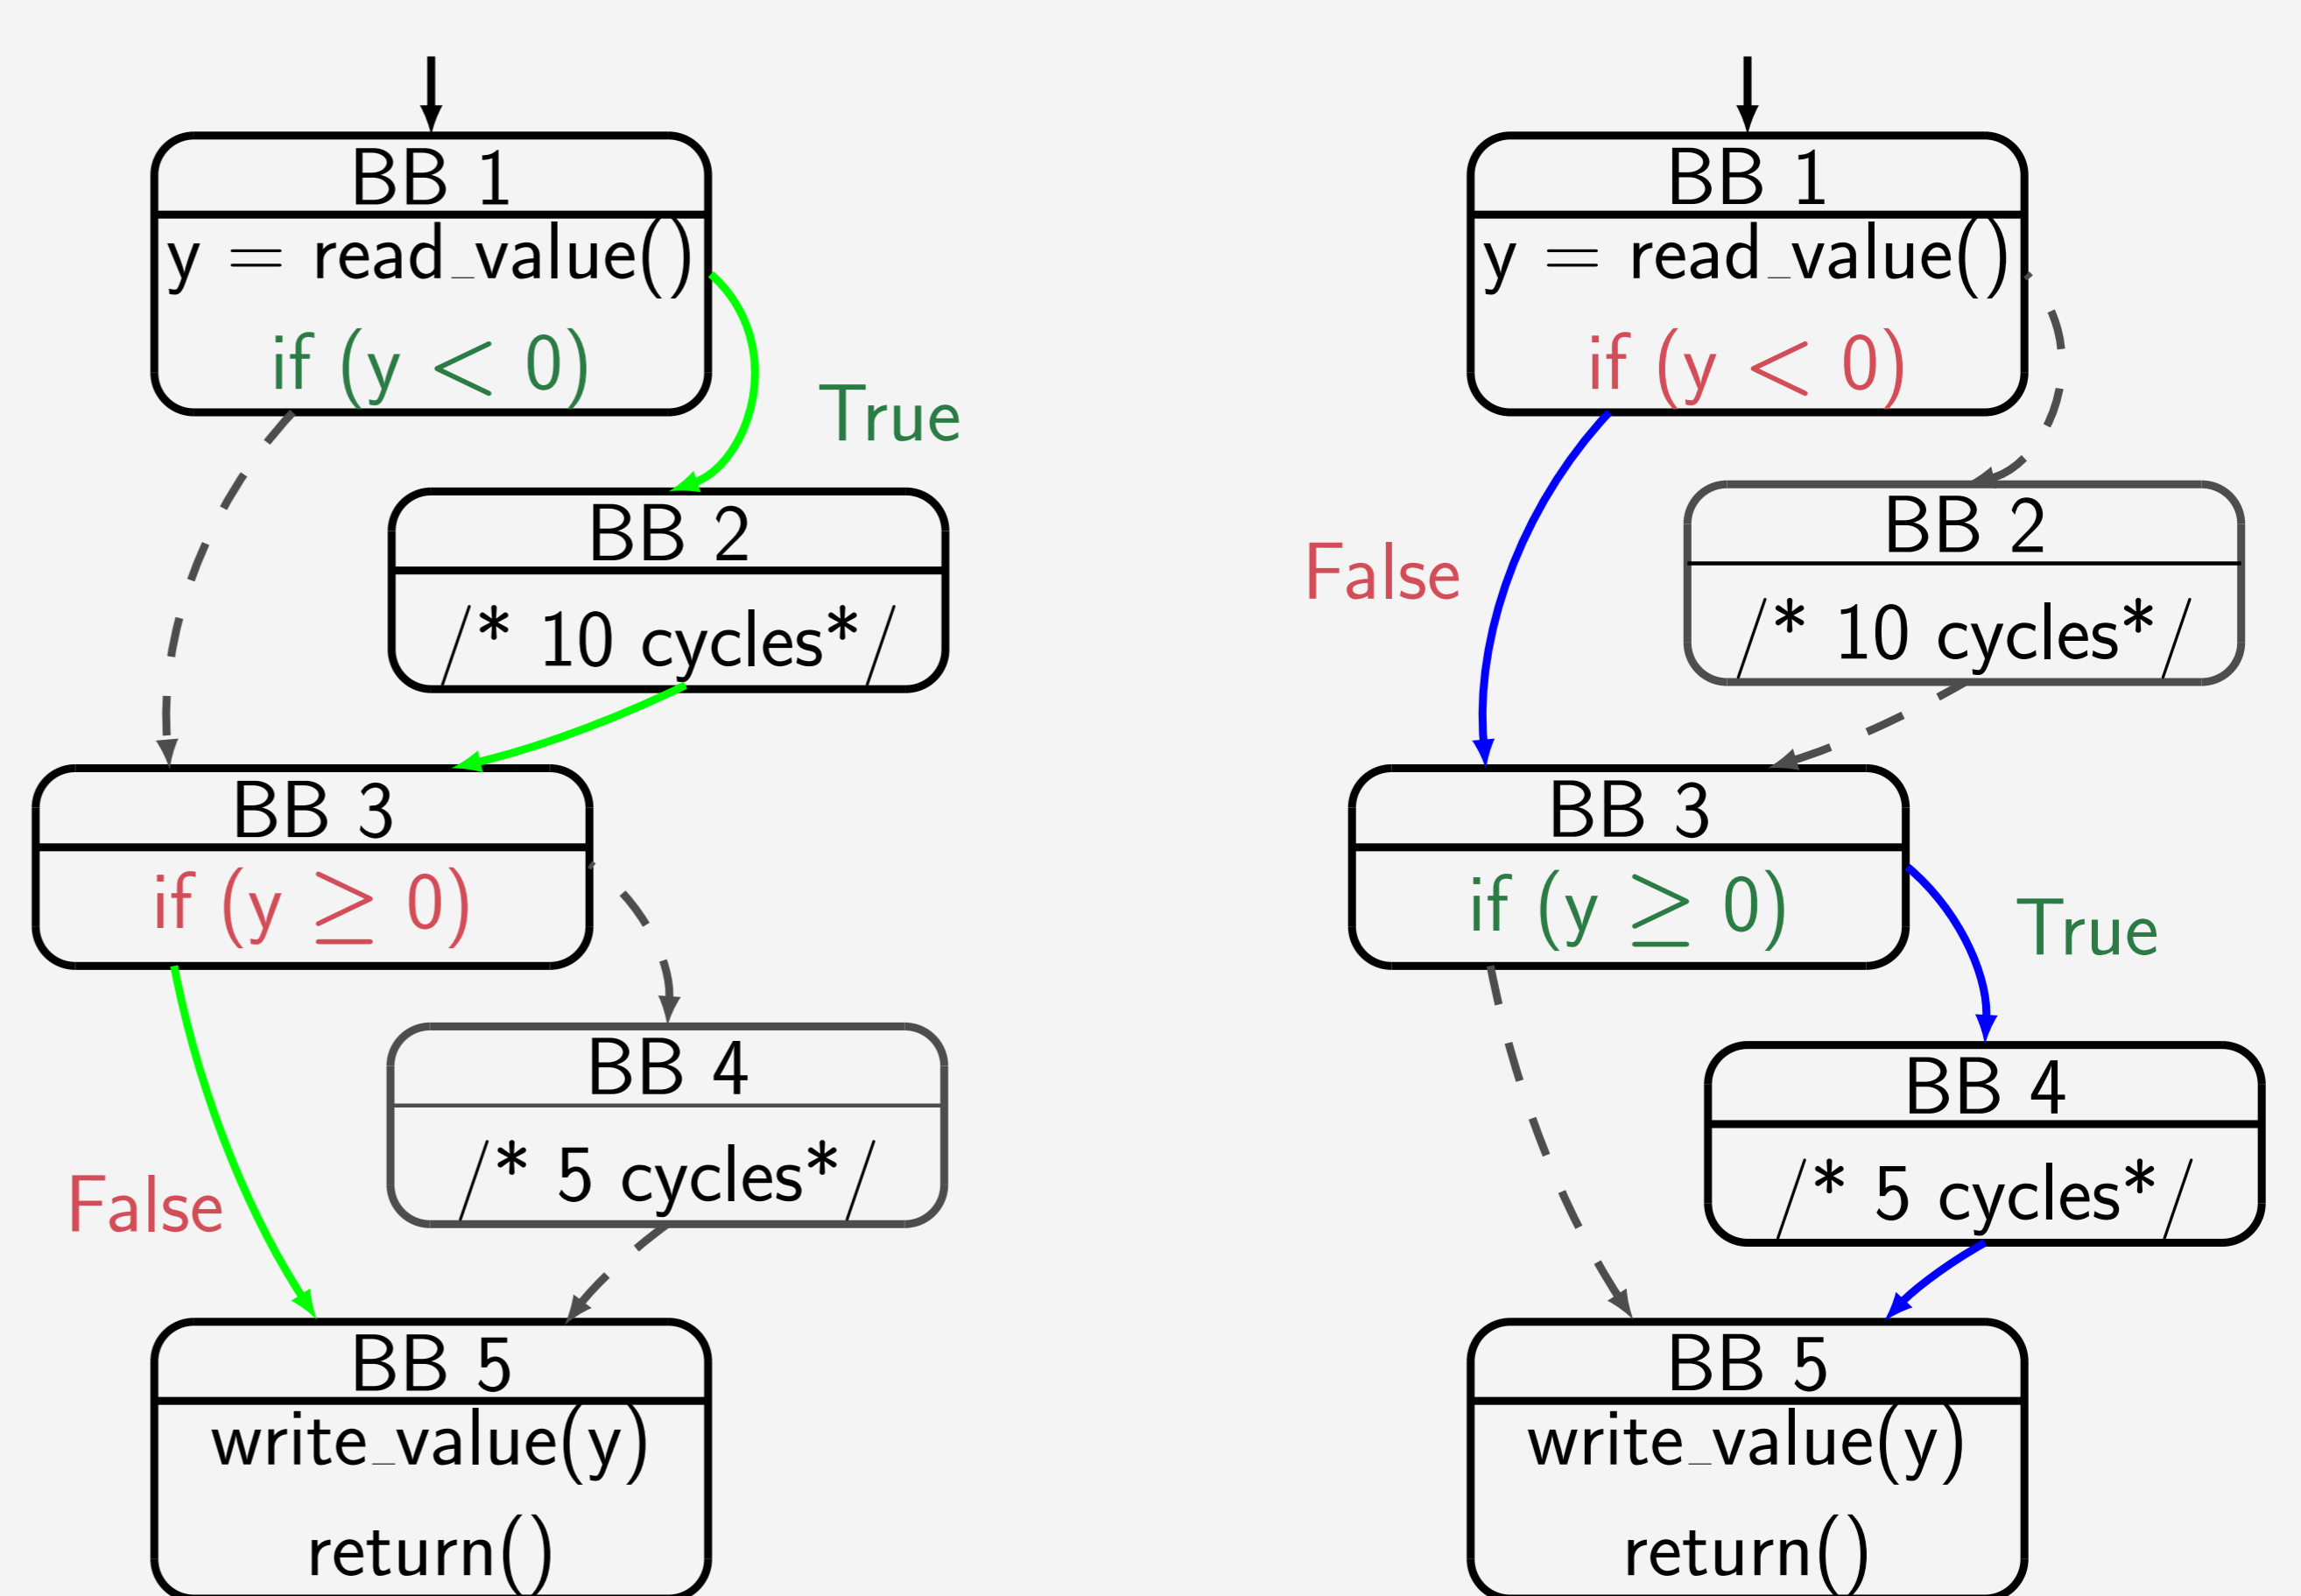 BB 1
y = read_value()
if (y < 0)
True
BB 2
/* 10 cycles*/
BB 3
if (y ≥ 0)
BB 4
/* 5 cycles*/
False
BB 5
write_value(y)
return()
BB 1
y = read_value()
if (y < 0)
False
BB 2
/* 10 cycles*/
BB 3
if (y ≥ 0)
True
BB 4
/* 5 cycles*/
BB 5
write_value(y)
return()